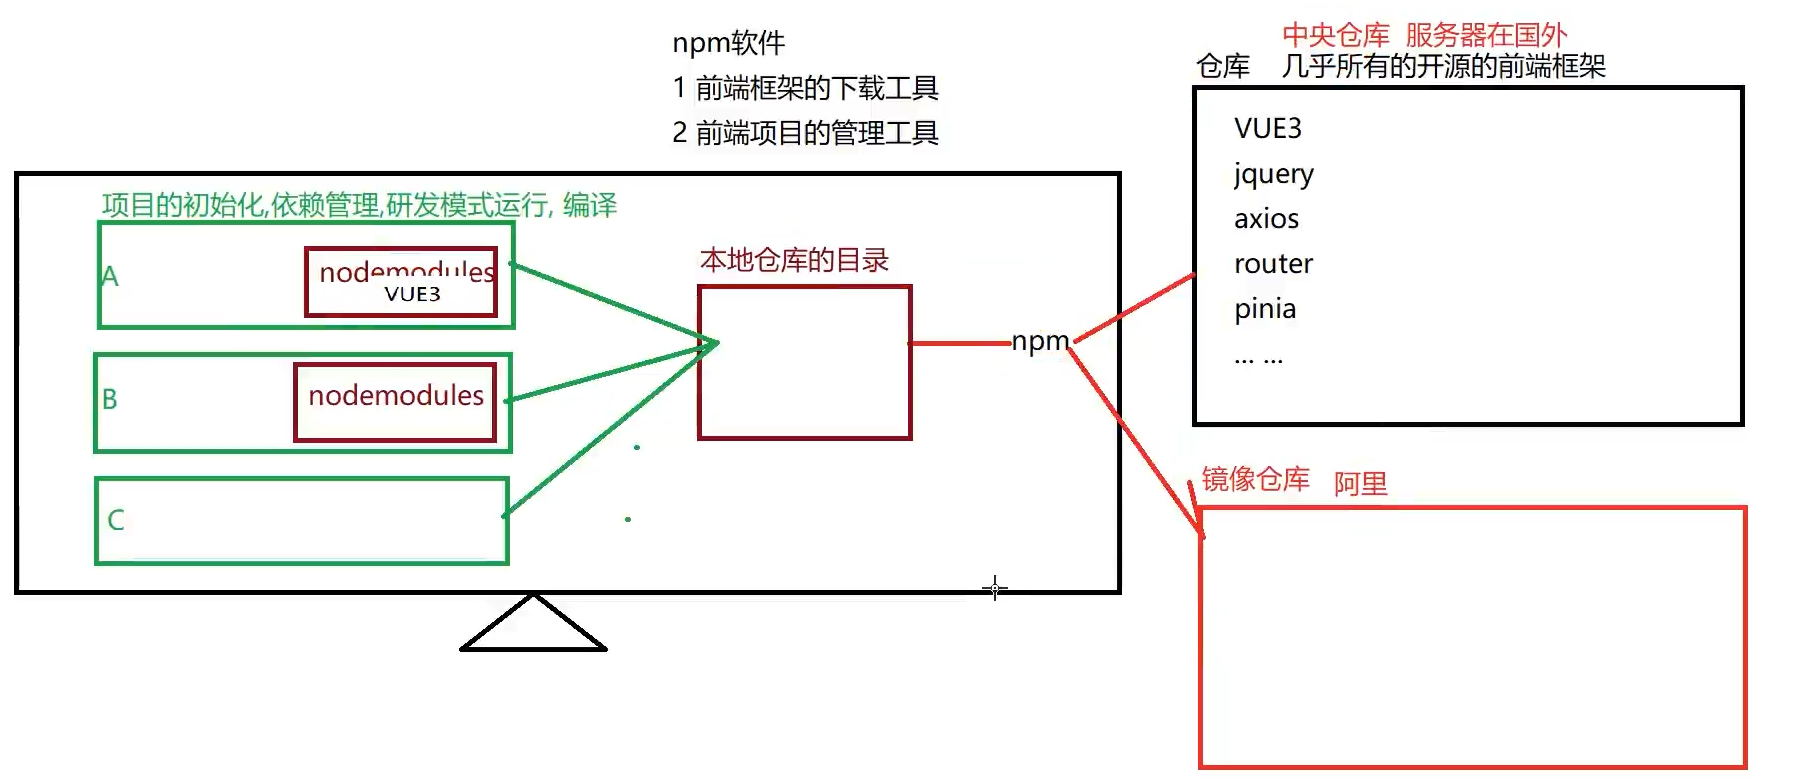 npm软件
1 前端框架的下载工具
2 前端项目的管理工具
中央仓库 服务器在国外
仓库 几乎所有的开源的前端框架
VUE3
jquery
axios
router
pinia
... ...
项目的初始化,依赖管理,研发模式运行, 编译
A
nodemodules
VUE3
B
nodemodules
C
本地仓库的目录
npm
镜像仓库 阿里